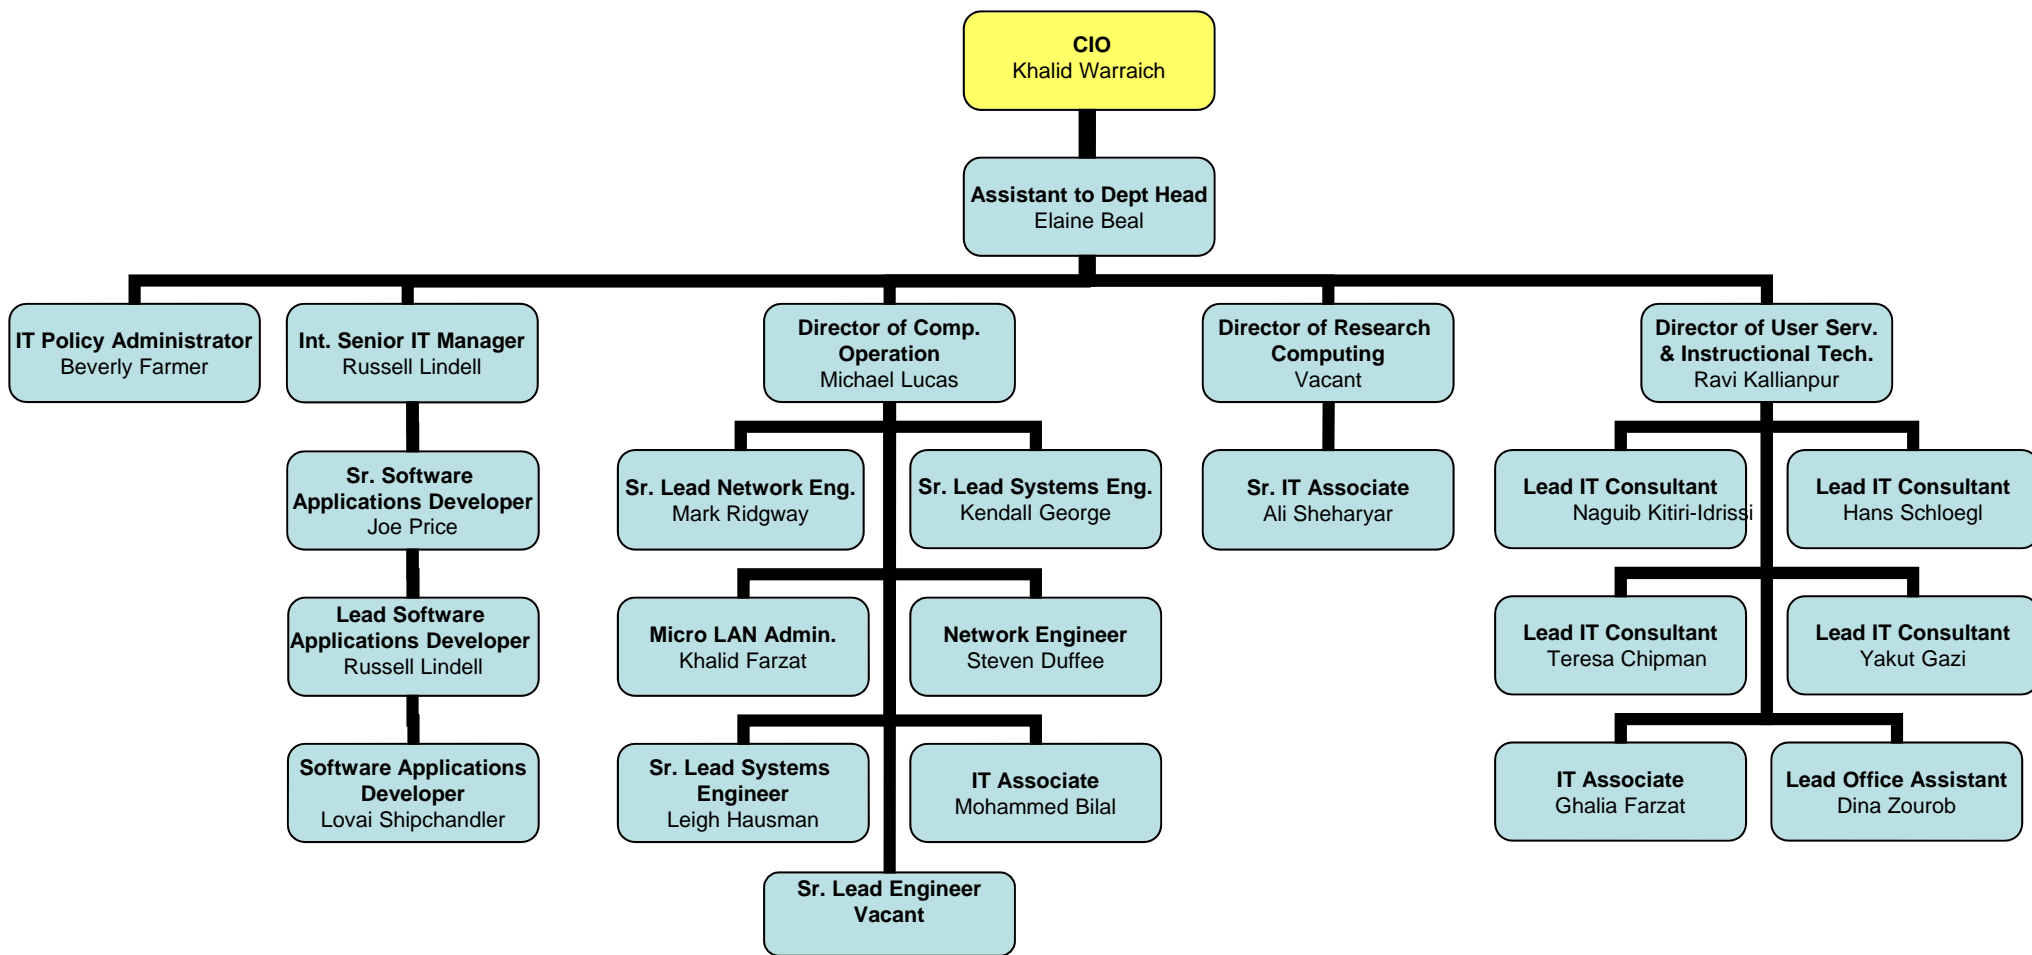 CIO
Khalid Warraich
Assistant to Dept Head
Elaine Beal
IT Policy Administrator
Beverly Farmer
Int. Senior IT Manager
Russell Lindell
Director of Comp.
Operation
Michael Lucas
Director of Research
Computing
Vacant
Director of User Serv.
& Instructional Tech.
Ravi Kallianpur
Sr. Software
Applications Developer
Joe Price
Sr. Lead Network Eng.
Mark Ridgway
Sr. Lead Systems Eng.
Kendall George
Sr. IT Associate
Ali Sheharyar
Lead IT Consultant
Naguib Kitiri-Idrissi
Lead IT Consultant
Hans Schloegl
Lead Software
Applications Developer
Russell Lindell
Micro LAN Admin.
Khalid Farzat
Network Engineer
Steven Duffee
Lead IT Consultant
Teresa Chipman
Lead IT Consultant
Yakut Gazi
Software Applications
Developer
Lovai Shipchandler
Sr. Lead Systems
Engineer
Leigh Hausman
IT Associate
Mohammed Bilal
IT Associate
Ghalia Farzat
Lead Office Assistant
Dina Zourob
Sr. Lead Engineer
Vacant